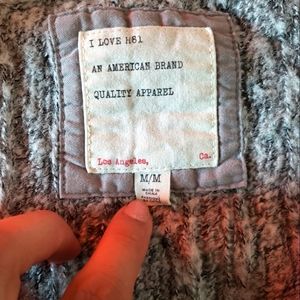 I LOVE H81
AN AMERICAN BRAND
QUALITY APPAREL
Los Angeles, Ca.
M/M
MADE IN
CHINA